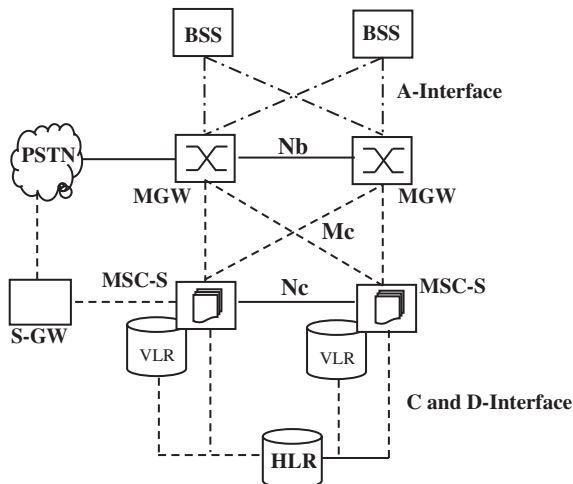 BSS
BSS
A-Interface
PSTN
Nb
MGW
MGW
Mc
MSC-S
Nc
MSC-S
S-GW
VLR
VLR
C and D-Interface
HLR